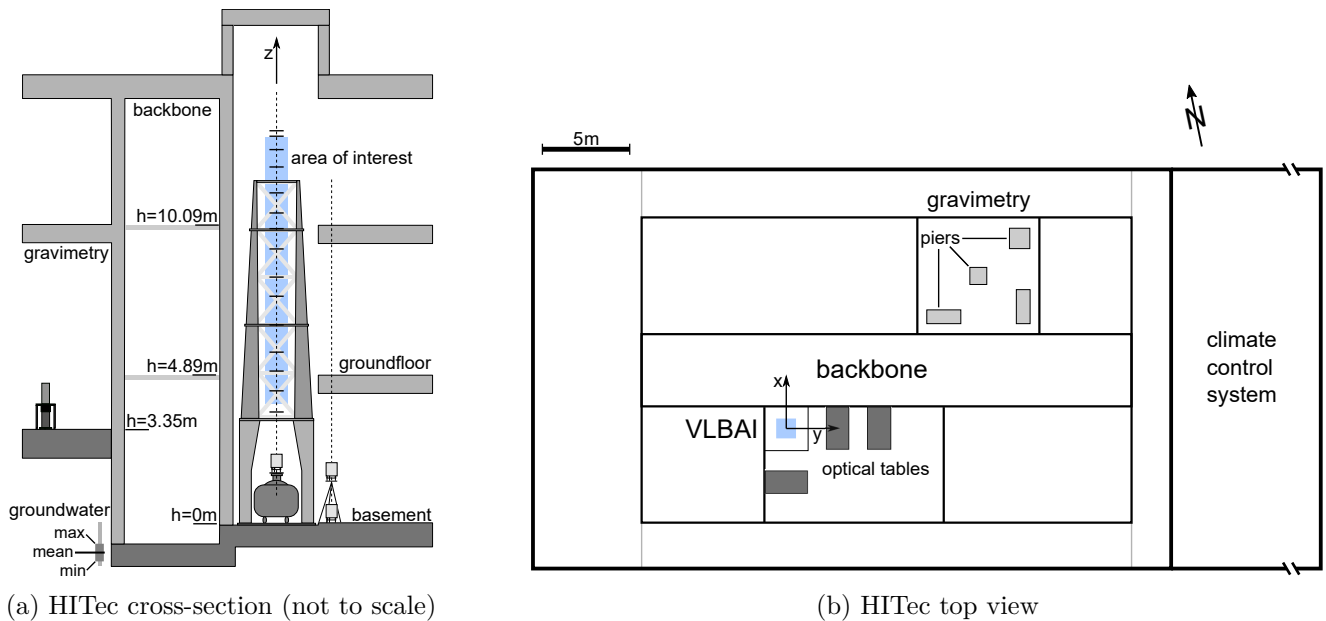 z
backbone
area of interest
h=10.09m
gravimetry
h=4.89m
groundfloor
h=3.35m
groundwater
h=0m
basement
max
mean
min
(a) HITec cross-section (not to scale)
N
5m
gravimetry
piers
climate
control
system
backbone
x
VLBAI
y
optical tables
(b) HITec top view